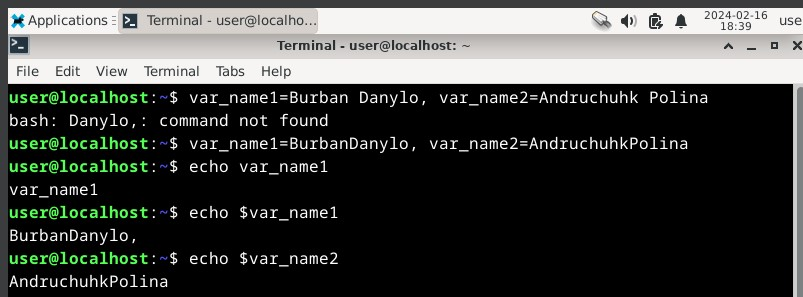 Applications
Terminal - user@localho...
2024-02-16
18:39
use
Terminal - user@localhost: ~
File Edit View Terminal Tabs Help
user@localhost:~$ var_name1=Burban Danylo, var_name2=Andruchuhk Polina
bash: Danylo,: command not found
user@localhost:~$ var_name1=BurbanDanylo, var_name2=AndruchuhkPolina
user@localhost:~$ echo var_name1
var_name1
user@localhost:~$ echo $var_name1
BurbanDanylo,
user@localhost:~$ echo $var_name2
AndruchuhkPolina